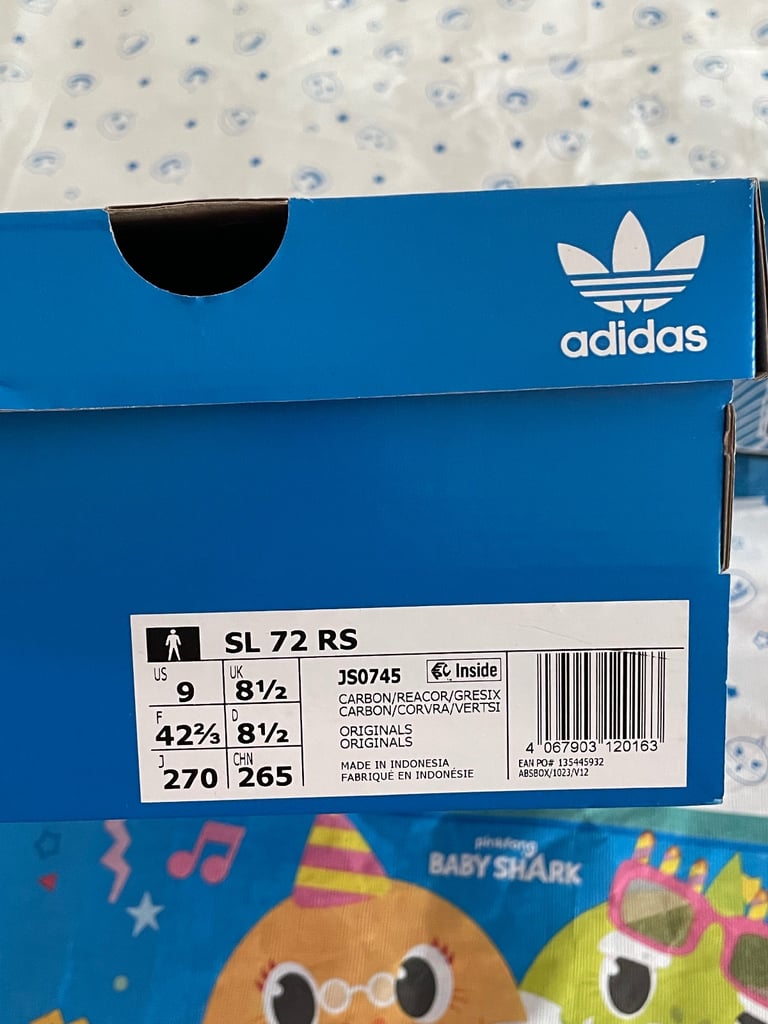 adidas
SL 72 RS
US
9
UK
8½
F
42⅔
D
8½
J
270
CHN
265
JS0745
Inside
CARBON/REACOR/GRESIX
CARBON/CORVRA/VERTSI
ORIGINALS
ORIGINALS
MADE IN INDONESIA
FABRIQUÉ EN INDONÉSIE
4 067903 120163
EAN PO# 135445932
ABSBOX/1023/V12
pinkfong
BABY SHARK